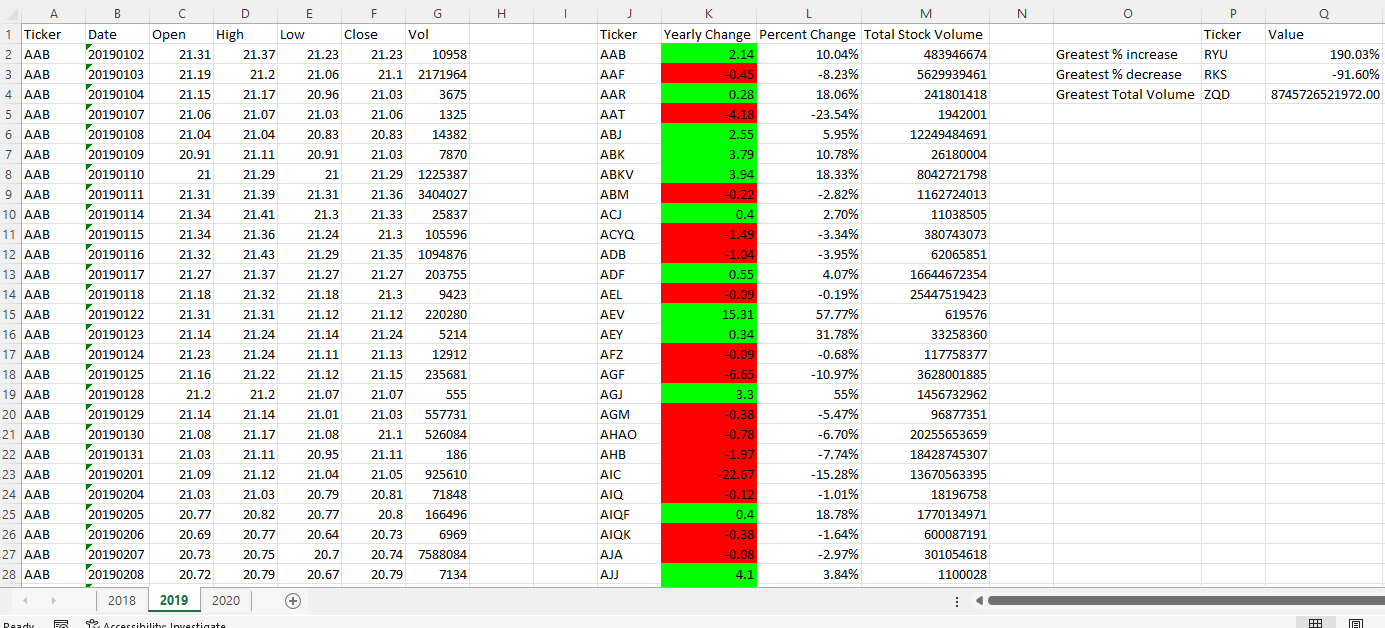 A B C D E F G H I J K L M N O P Q
1 Ticker Date Open High Low Close Vol Ticker Yearly Change Percent Change Total Stock Volume Ticker Value
2 AAB 20190102 21.31 21.37 21.23 21.23 10958 AAB 2.14 10.04% 483946674 Greatest % increase RYU 190.03%
3 AAB 20190103 21.19 21.2 21.06 21.1 2171964 AAF -0.45 -8.23% 5629939461 Greatest % decrease RKS -91.60%
4 AAB 20190104 21.15 21.17 20.96 21.03 3675 AAR 0.28 18.06% 241801418 Greatest Total Volume ZQD 8745726521972.00
5 AAB 20190107 21.06 21.07 21.03 21.06 1325 AAT -4.18 -23.54% 1942001
6 AAB 20190108 21.04 21.04 20.83 20.83 14382 ABJ 2.55 5.95% 12249484691
7 AAB 20190109 20.91 21.11 20.91 21.03 7870 ABK 3.79 10.78% 26180004
8 AAB 20190110 21 21.29 21 21.29 1225387 ABKV 3.94 18.33% 8042721798
9 AAB 20190111 21.31 21.39 21.31 21.36 3404027 ABM -0.22 -2.82% 1162724013
10 AAB 20190114 21.34 21.41 21.3 21.33 25837 ACJ 0.4 2.70% 11038505
11 AAB 20190115 21.34 21.36 21.24 21.3 105596 ACYQ -1.49 -3.34% 380743073
12 AAB 20190116 21.32 21.43 21.29 21.35 1094876 ADB -1.04 -3.95% 62065851
13 AAB 20190117 21.27 21.37 21.27 21.27 203755 ADF 0.55 4.07% 16644672354
14 AAB 20190118 21.18 21.32 21.18 21.3 9423 AEL -0.09 -0.19% 25447519423
15 AAB 20190122 21.31 21.31 21.12 21.12 220280 AEV 15.31 57.77% 619576
16 AAB 20190123 21.14 21.24 21.14 21.24 5214 AEY 0.34 31.78% 33258360
17 AAB 20190124 21.23 21.24 21.11 21.13 12912 AFZ -0.09 -0.68% 117758377
18 AAB 20190125 21.16 21.22 21.12 21.15 235681 AGF -6.65 -10.97% 3628001885
19 AAB 20190128 21.2 21.2 21.07 21.07 555 AGJ 3.3 55% 1456732962
20 AAB 20190129 21.14 21.14 21.01 21.03 557731 AGM -0.38 -5.47% 96877351
21 AAB 20190130 21.08 21.17 21.08 21.1 526084 AHAO -0.78 -6.70% 20255653659
22 AAB 20190131 21.03 21.11 20.95 21.11 186 AHB -1.97 -7.74% 18428745307
23 AAB 20190201 21.09 21.12 21.04 21.05 925610 AIC -22.67 -15.28% 13670563395
24 AAB 20190204 21.03 21.03 20.79 20.81 71848 AIQ -0.12 -1.01% 18196758
25 AAB 20190205 20.77 20.82 20.77 20.8 166496 AIQF 0.4 18.78% 1770134971
26 AAB 20190206 20.69 20.77 20.64 20.73 6969 AIQK -0.38 -1.64% 600087191
27 AAB 20190207 20.73 20.75 20.7 20.74 7588084 AJA -0.08 -2.97% 301054618
28 AAB 20190208 20.72 20.79 20.67 20.79 7134 AJJ 4.1 3.84% 1100028
2018 2019 2020
Ready Accessibility: Investigate